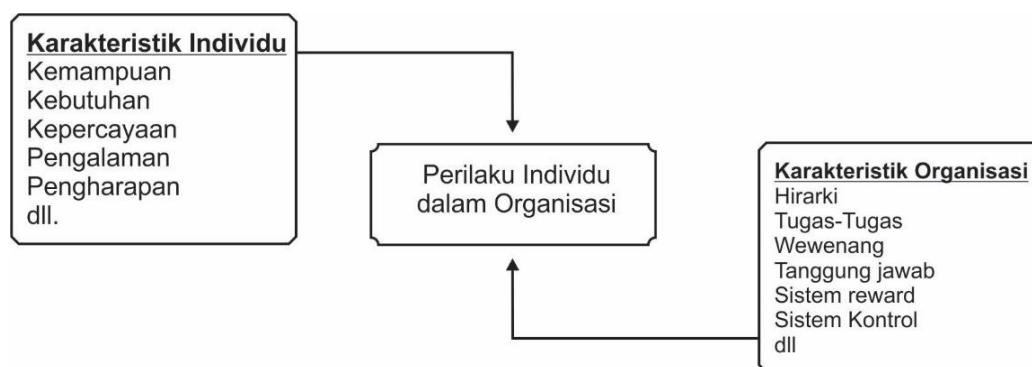 Karakteristik Individu
Kemampuan
Kebutuhan
Kepercayaan
Pengalaman
Pengharapan
dll.
Perilaku Individu
dalam Organisasi
Karakteristik Organisasi
Hirarki
Tugas-Tugas
Wewenang
Tanggung jawab
Sistem reward
Sistem Kontrol
dll